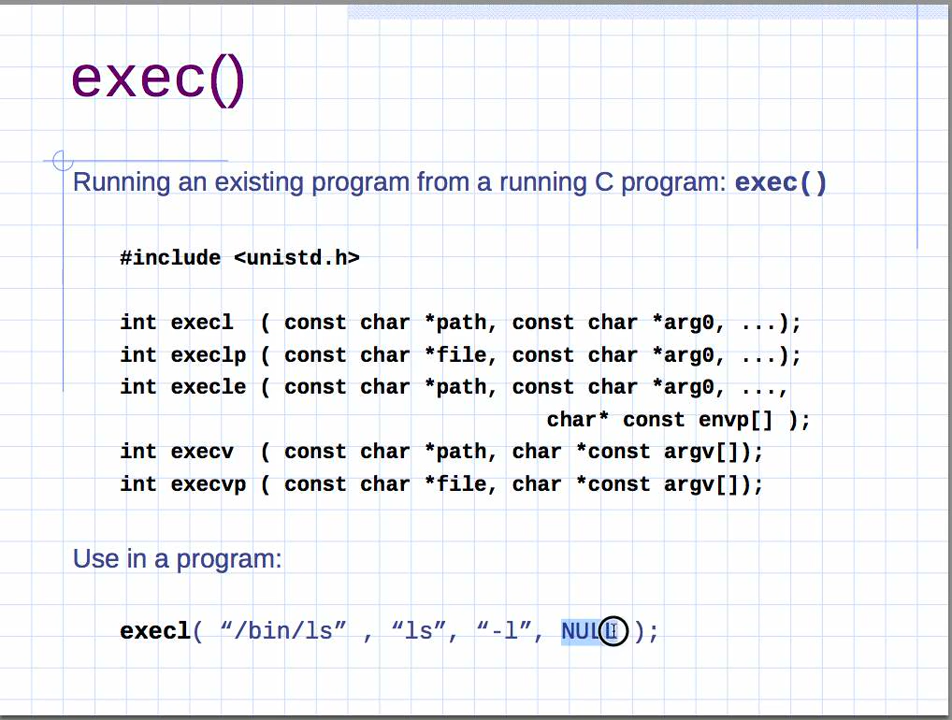 exec()
Running an existing program from a running C program: exec()
#include <unistd.h>
int execl  ( const char *path, const char *arg0, ...);
int execlp ( const char *file, const char *arg0, ...);
int execle ( const char *path, const char *arg0, ...,
char* const envp[] );
int execv  ( const char *path, char *const argv[]);
int execvp ( const char *file, char *const argv[]);
Use in a program:
execl( “/bin/ls” , “ls”, “-l”, NULL );